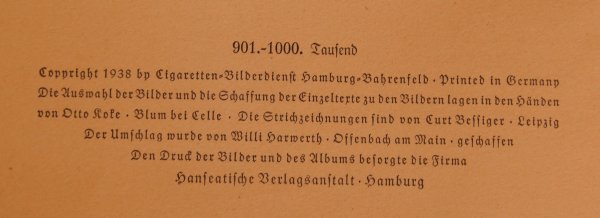 901.-1000. Tausend
Copyright 1938 by Cigaretten-Bilderdienst Hamburg-Bahrenfeld · Printed in Germany
Die Auswahl der Bilder und die Schaffung der Einzeltexte zu den Bildern lagen in den Händen
von Otto Koke · Blum bei Celle · Die Strichzeichnungen sind von Curt Bessiger · Leipzig
Der Umschlag wurde von Willi Harwerth · Offenbach am Main · geschaffen
Den Druck der Bilder und des Albums besorgte die Firma
Hanseatische Verlagsanstalt · Hamburg